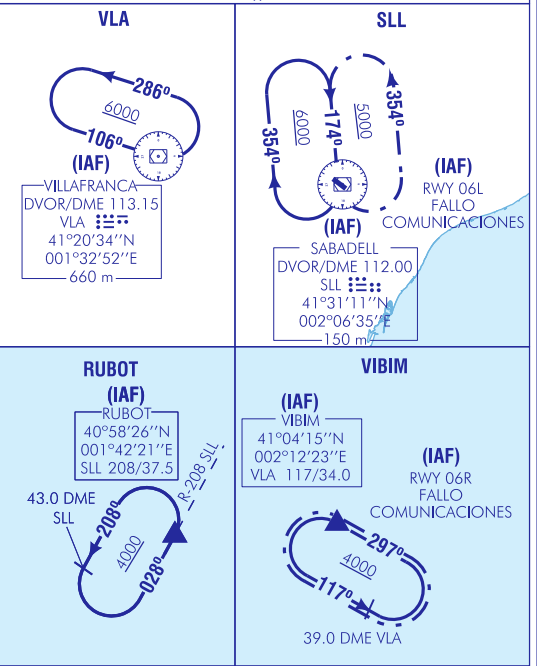 VLA
286º
6000
106º
(IAF)
VILLAFRANCA
DVOR/DME 113.15
VLA
41º20'34''N
001º32'52''E
660 m
SLL
354º
6000
174º
5000
354º
(IAF)
RWY 06L
FALLO
COMUNICACIONES
(IAF)
SABADELL
DVOR/DME 112.00
SLL
41º31'11''N
002º06'35''E
150 m
RUBOT
(IAF)
RUBOT
40º58'26''N
001º42'21''E
SLL 208/37.5
43.0 DME
SLL
R-208 SLL
208º
4000
028º
VIBIM
(IAF)
VIBIM
41º04'15''N
002º12'23''E
VLA 117/34.0
(IAF)
RWY 06R
FALLO
COMUNICACIONES
297º
4000
117º
39.0 DME VLA